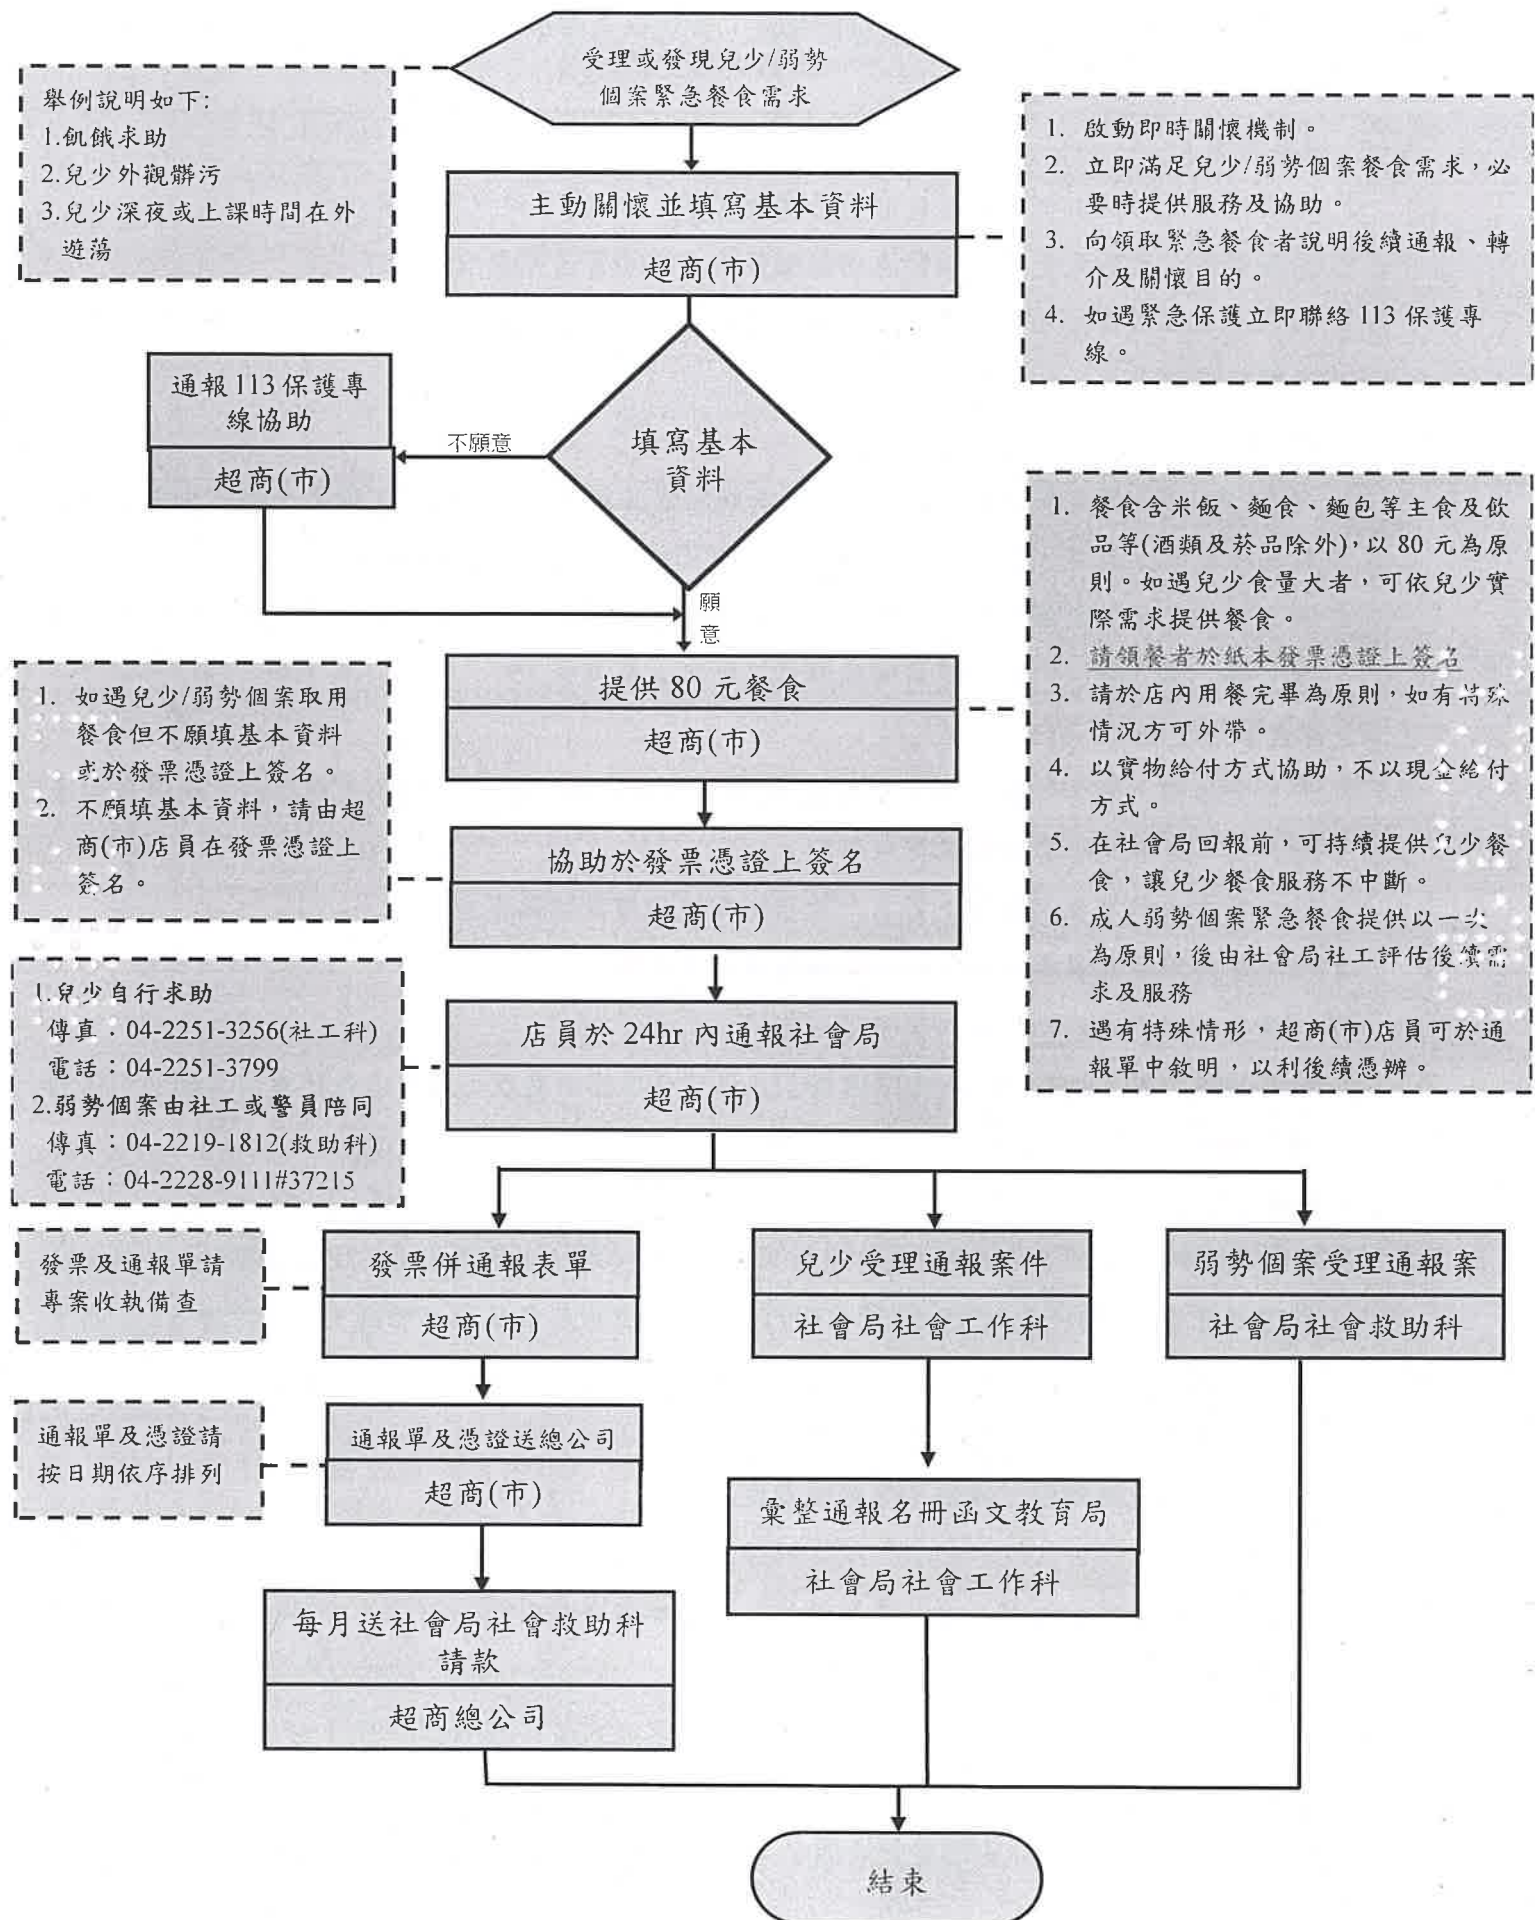 受理或發現兒少/弱勢
個案緊急餐食需求
舉例說明如下:
1.飢餓求助
2.兒少外觀髒污
3.兒少深夜或上課時間在外
遊蕩
主動關懷並填寫基本資料
超商(市)
1. 啟動即時關懷機制。
2. 立即滿足兒少/弱勢個案餐食需求，必
要時提供服務及協助。
3. 向領取緊急餐食者說明後續通報、轉
介及關懷目的。
4. 如遇緊急保護立即聯絡 113 保護專
線。
填寫基本
資料
不願意
通報 113 保護專
線協助
超商(市)
願
意
提供 80 元餐食
超商(市)
1. 餐食含米飯、麵食、麵包等主食及飲
品等(酒類及菸品除外)，以 80 元為原
則。如遇兒少食量大者，可依兒少實
際需求提供餐食。
2. 請領餐者於紙本發票憑證上簽名
3. 請於店內用餐完畢為原則，如有特殊
情況方可外帶。
4. 以實物給付方式協助，不以現金給付
方式。
5. 在社會局回報前，可持續提供兒少餐
食，讓兒少餐食服務不中斷。
6. 成人弱勢個案緊急餐食提供以一次
為原則，後由社會局社工評估後續需
求及服務
7. 遇有特殊情形，超商(市)店員可於通
報單中敘明，以利後續憑辦。
1. 如遇兒少/弱勢個案取用
餐食但不願填基本資料
或於發票憑證上簽名。
2. 不願填基本資料，請由超
商(市)店員在發票憑證上
簽名。
協助於發票憑證上簽名
超商(市)
1.兒少自行求助
傳真：04-2251-3256(社工科)
電話：04-2251-3799
2.弱勢個案由社工或警員陪同
傳真：04-2219-1812(救助科)
電話：04-2228-9111#37215
店員於 24hr 內通報社會局
超商(市)
發票及通報單請
專案收執備查
發票併通報表單
超商(市)
兒少受理通報案件
社會局社會工作科
弱勢個案受理通報案
社會局社會救助科
通報單及憑證請
按日期依序排列
通報單及憑證送總公司
超商(市)
彙整通報名冊函文教育局
社會局社會工作科
每月送社會局社會救助科
請款
超商總公司
結束